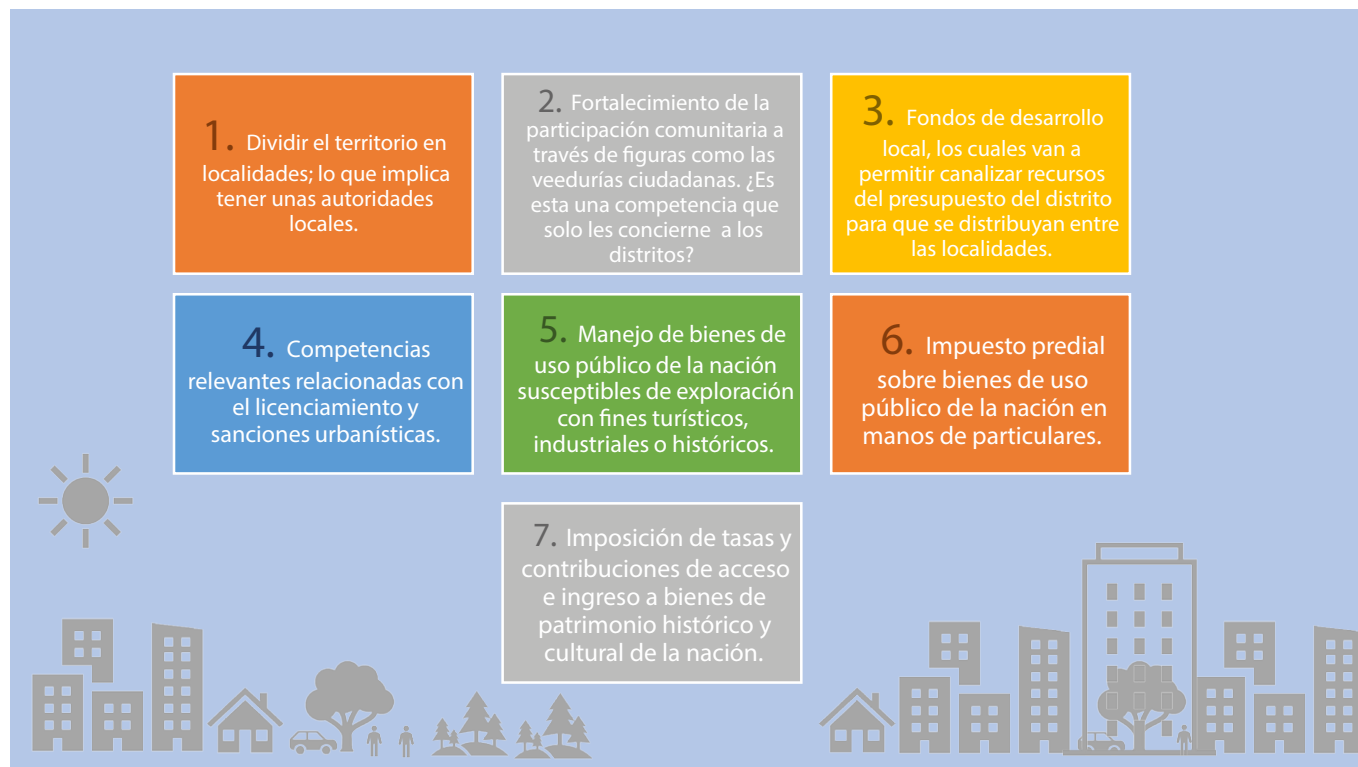 1. Dividir el territorio en
localidades; lo que implica
tener unas autoridades
locales.
2. Fortalecimiento de la
participación comunitaria a
través de figuras como las
veedurías ciudadanas. ¿Es
esta una competencia que
solo les concierne a los
distritos?
3. Fondos de desarrollo
local, los cuales van a
permitir canalizar recursos
del presupuesto del distrito
para que se distribuyan entre
las localidades.
4. Competencias
relevantes relacionadas con
el licenciamiento y
sanciones urbanísticas.
5. Manejo de bienes de
uso público de la nación
susceptibles de exploración
con fines turísticos,
industriales o históricos.
6. Impuesto predial
sobre bienes de uso
público de la nación en
manos de particulares.
7. Imposición de tasas y
contribuciones de acceso
e ingreso a bienes de
patrimonio histórico y
cultural de la nación.